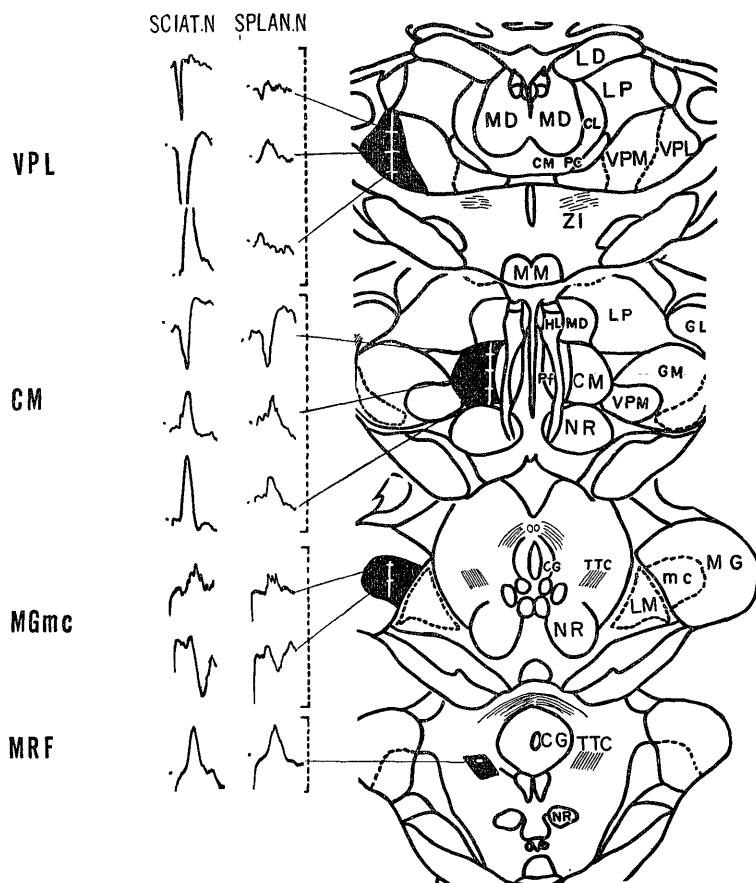 SCIAT.N SPLAN.N
VPL
CM
MGmc
MRF
LD
LP
MD MD
CL
CM PC
VPM
VPL
ZI
MM
HL
MD
LP
GL
Pf
CM
GM
VPM
NR
CG
TTC
MG
mc
LM
NR
CG
TTC
NR